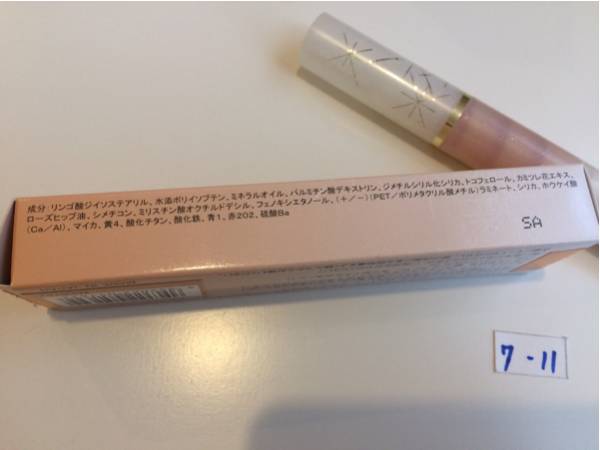 成分:リンゴ酸ジイソステアリル、水添ポリイソブテン、ミネラルオイル、パルミチン酸デキストリン、ジメチルシリル化シリカ、トコフェロール、カミツレ花エキス、
ローズヒップ油、シメチコン、ミリスチン酸オクチルドデシル、フェノキシエタノール、(+/-)(PET/ポリメタクリル酸メチル)ラミネート、シリカ、ホウケイ酸
(Ca/Al)、マイカ、黄4、酸化チタン、酸化鉄、青1、赤202、硫酸Ba
5A
7-11